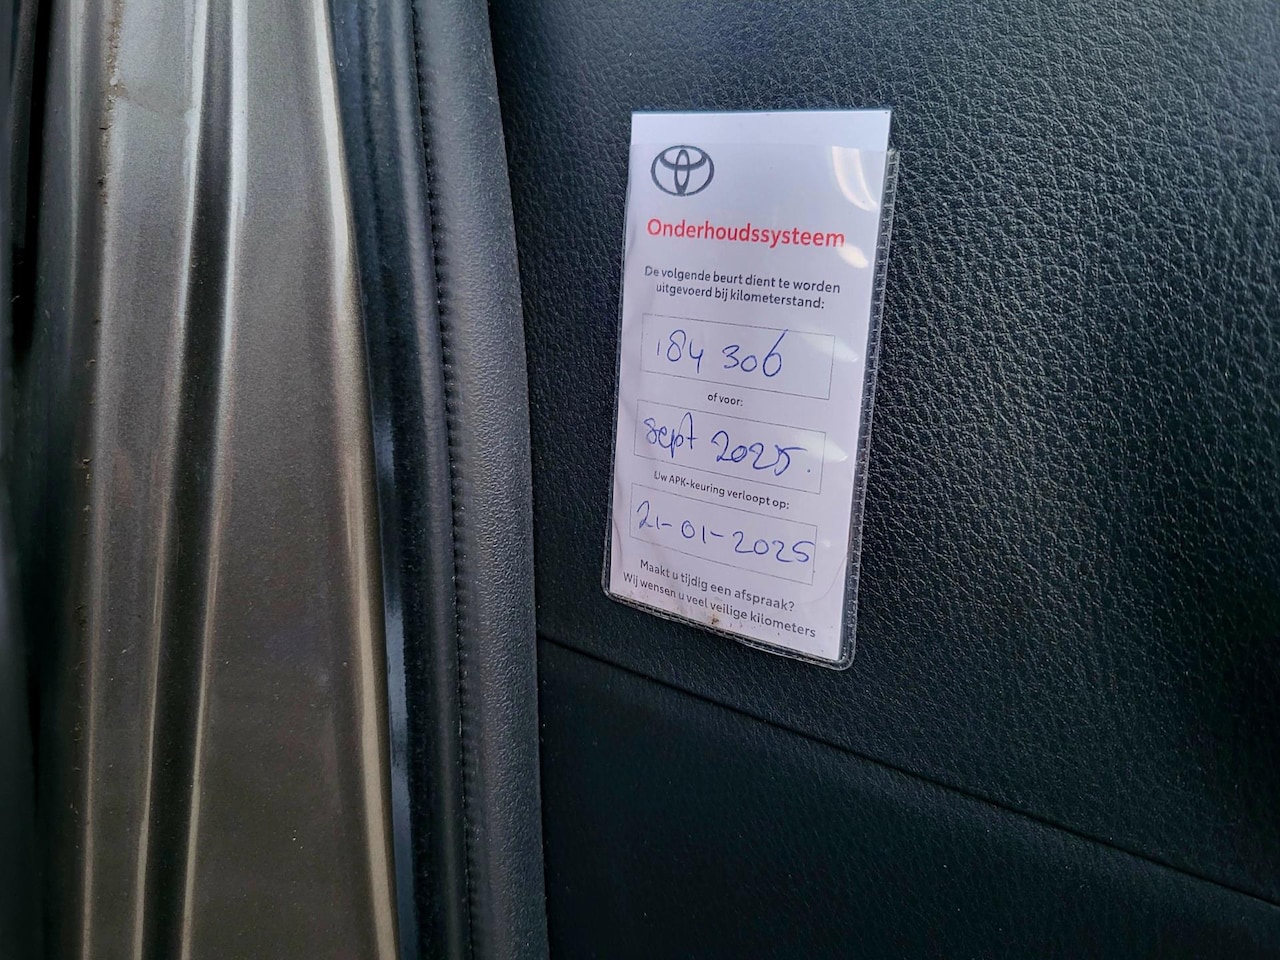 Onderhoudssysteem
De volgende beurt dient te worden
uitgevoerd bij kilometerstand:
184 306
of voor:
sept 2025.
Uw APK-keuring verloopt op:
21-01-2025
Maakt u tijdig een afspraak?
Wij wensen u veel veilige kilometers